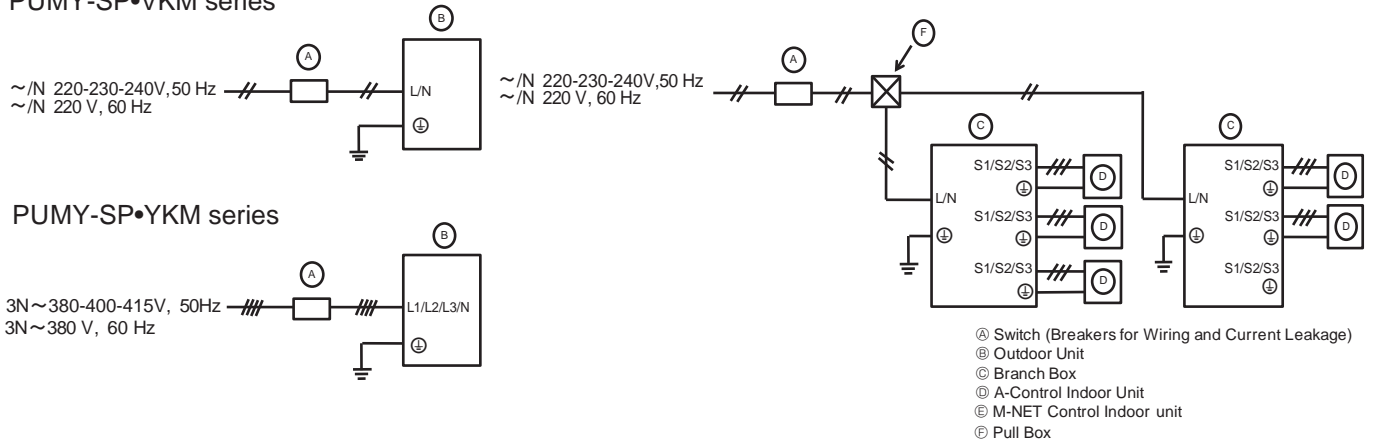 PUMY-SP•VKM series
Ⓑ
Ⓐ
~/N 220-230-240V,50 Hz
~/N 220 V, 60 Hz
L/N
PUMY-SP•YKM series
Ⓑ
Ⓐ
3N~380-400-415V, 50Hz
3N~380 V, 60 Hz
L1/L2/L3/N
Ⓕ
Ⓐ
~/N 220-230-240V,50 Hz
~/N 220 V, 60 Hz
Ⓒ
L/N
S1/S2/S3
Ⓓ
S1/S2/S3
Ⓓ
S1/S2/S3
Ⓓ
Ⓒ
L/N
S1/S2/S3
Ⓓ
S1/S2/S3
Ⓓ
S1/S2/S3
Ⓐ Switch (Breakers for Wiring and Current Leakage)
Ⓑ Outdoor Unit
Ⓒ Branch Box
Ⓓ A-Control Indoor Unit
Ⓔ M-NET Control Indoor unit
Ⓕ Pull Box